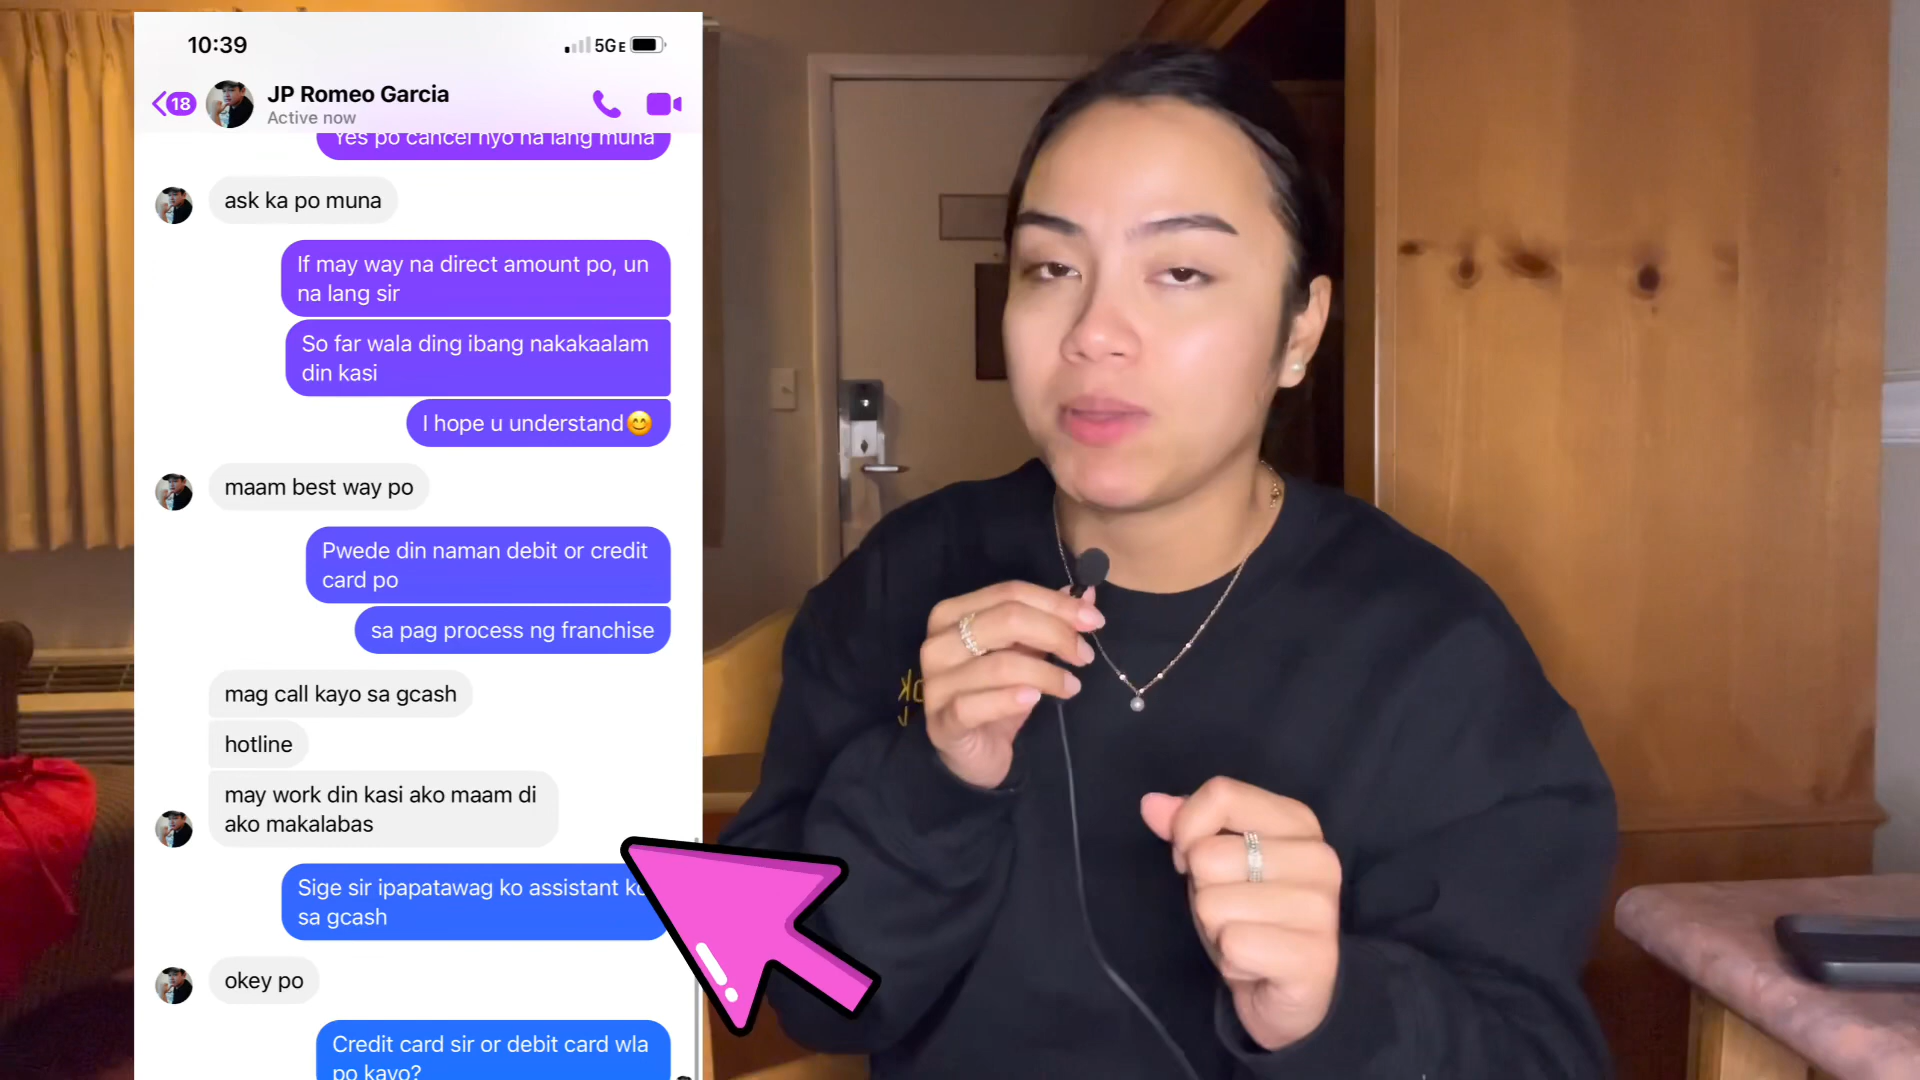 10:39
5GE
18
JP Romeo Garcia
Active now
Yes po cancel nyo na lang muna
ask ka po muna
If may way na direct amount po, un
na lang sir
So far wala ding ibang nakakaalam
din kasi
I hope u understand😊
maam best way po
Pwede din naman debit or credit
card po
sa pag process ng franchise
mag call kayo sa gcash
hotline
may work din kasi ako maam di
ako makalabas
Sige sir ipapatawag ko assistant ko
sa gcash
okey po
Credit card sir or debit card wla
po kayo?